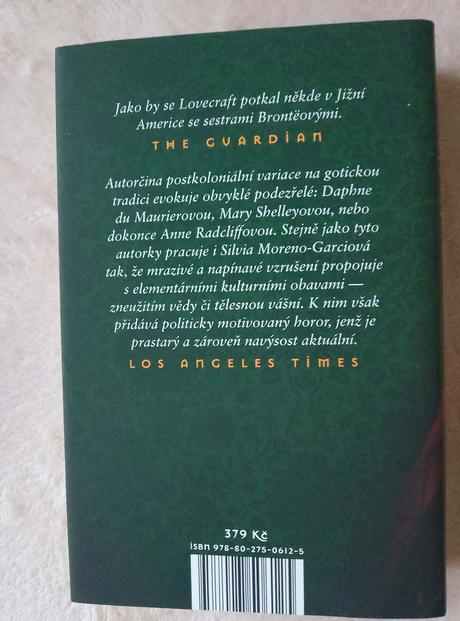 Jako by se Lovecraft potkal někde v Jižní
Americe se sestrami Brontëovými.
THE GUARDIAN
Autorčina postkoloniální variace na gotickou
tradici evokuje obvyklé podezřelé: Daphne
du Maurierovou, Mary Shelleyovou, nebo
dokonce Anne Radcliffovou. Stejně jako tyto
autorky pracuje i Silvia Moreno-Garciová
tak, že mrazivé a napínavé vzrušení propojuje
s elementárními kulturními obavami —
zneužitím vědy či tělesnou vášní. K nim však
přidává politicky motivovaný horor, jenž je
prastarý a zároveň navýsost aktuální.
LOS ANGELES TIMES
379 Kč
ISBN 978-80-275-0612-5